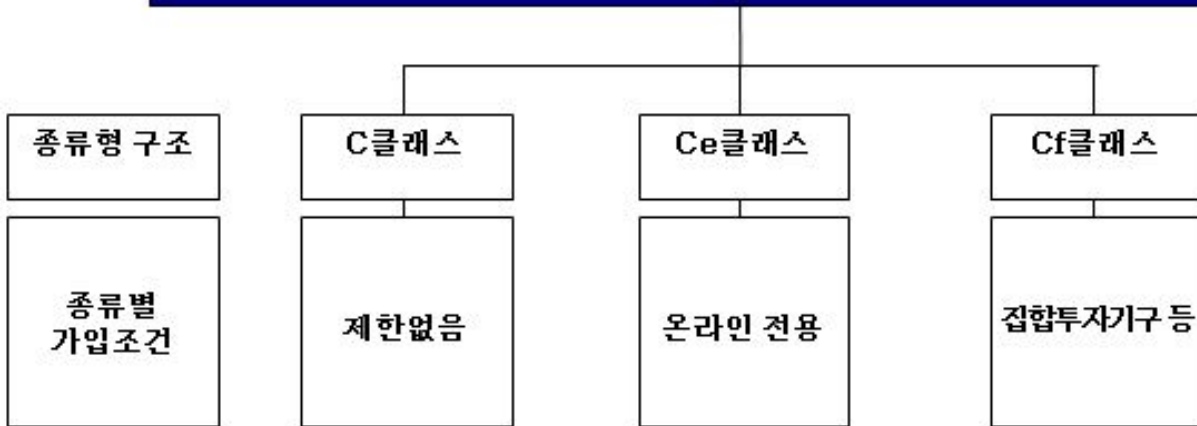 종류형 구조
C클래스
Ce클래스
Cf클래스
종류별
가입조건
제한없음
온라인 전용
집합투자기구 등